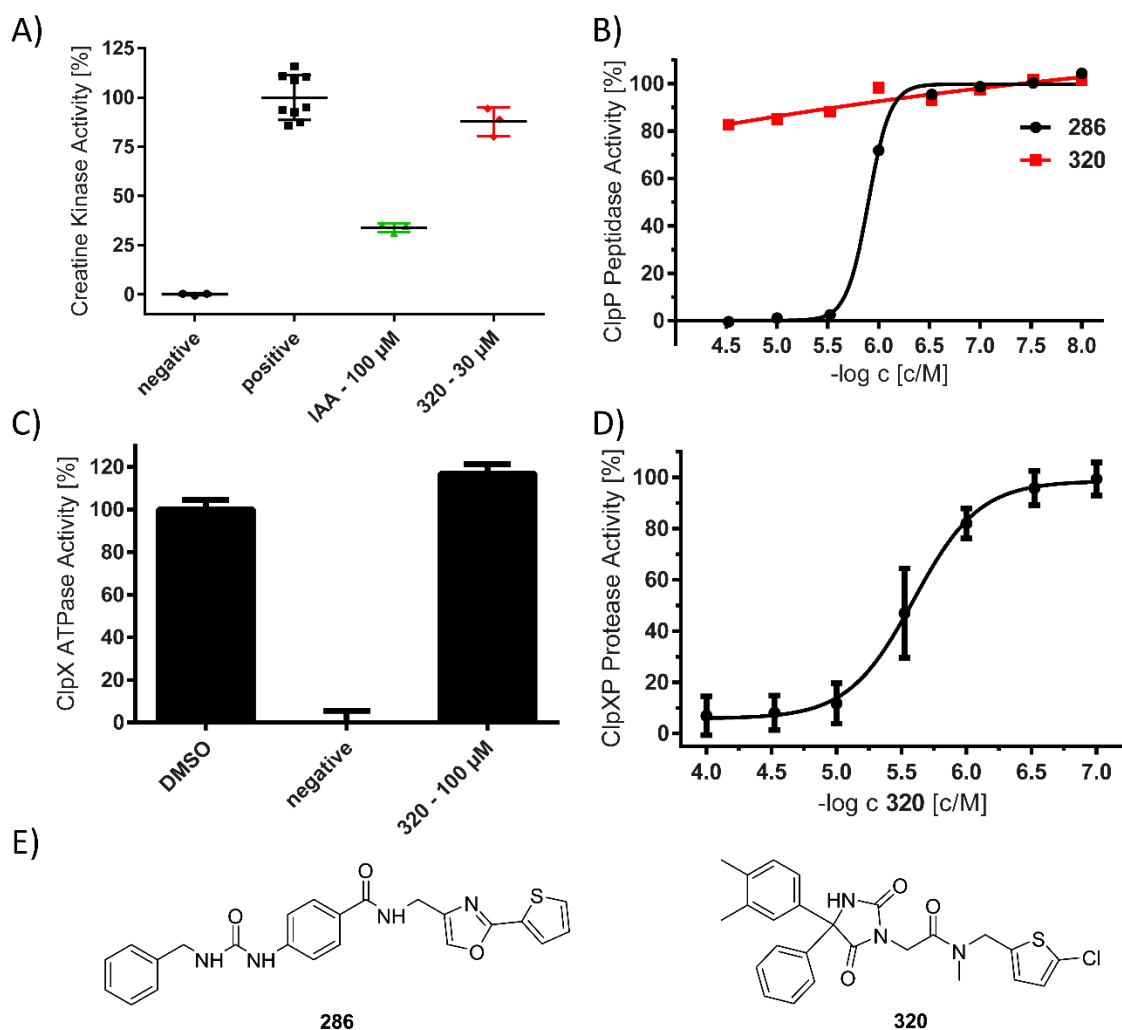 A)
Creatine Kinase Activity [%]
125
100
75
50
25
0
negative
positive
IAA - 100 µM
320 - 30 µM
B)
ClpP Peptidase Activity [%]
100
80
60
40
20
0
4.5 5.0 5.5 6.0 6.5 7.0 7.5 8.0
-log c [c/M]
286
320
C)
ClpX ATPase Activity [%]
120
100
80
60
40
20
0
DMSO
negative
320 - 100 µM
D)
ClpXP Protease Activity [%]
100
80
60
40
20
0
4.0 4.5 5.0 5.5 6.0 6.5 7.0
-log c 320 [c/M]
E)
O
NH NH
O
NH
N
O
S
286
HN
O
O
N
O
N
S
Cl
320